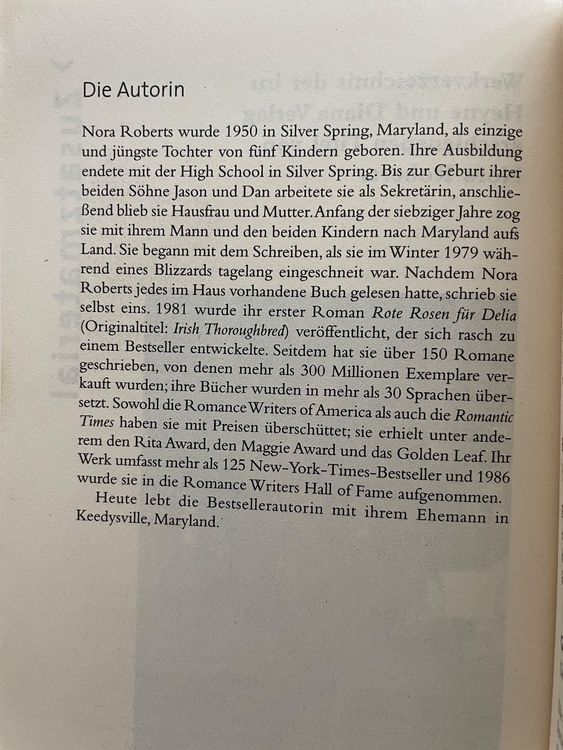 Die Autorin
Nora Roberts wurde 1950 in Silver Spring, Maryland, als einzige
und jüngste Tochter von fünf Kindern geboren. Ihre Ausbildung
endete mit der High School in Silver Spring. Bis zur Geburt ihrer
beiden Söhne Jason und Dan arbeitete sie als Sekretärin, anschlie-
ßend blieb sie Hausfrau und Mutter. Anfang der siebziger Jahre zog
sie mit ihrem Mann und den beiden Kindern nach Maryland aufs
Land. Sie begann mit dem Schreiben, als sie im Winter 1979 wäh-
rend eines Blizzards tagelang eingeschneit war. Nachdem Nora
Roberts jedes im Haus vorhandene Buch gelesen hatte, schrieb sie
selbst eins. 1981 wurde ihr erster Roman Rote Rosen für Delia
(Originaltitel: Irish Thoroughbred) veröffentlicht, der sich rasch zu
einem Bestseller entwickelte. Seitdem hat sie über 150 Romane
geschrieben, von denen mehr als 300 Millionen Exemplare ver-
kauft wurden; ihre Bücher wurden in mehr als 30 Sprachen über-
setzt. Sowohl die Romance Writers of America als auch die Romantic
Times haben sie mit Preisen überschüttet; sie erhielt unter ande-
rem den Rita Award, den Maggie Award und das Golden Leaf. Ihr
Werk umfasst mehr als 125 New-York-Times-Bestseller und 1986
wurde sie in die Romance Writers Hall of Fame aufgenommen.
Heute lebt die Bestsellerautorin mit ihrem Ehemann in
Keedysville, Maryland.